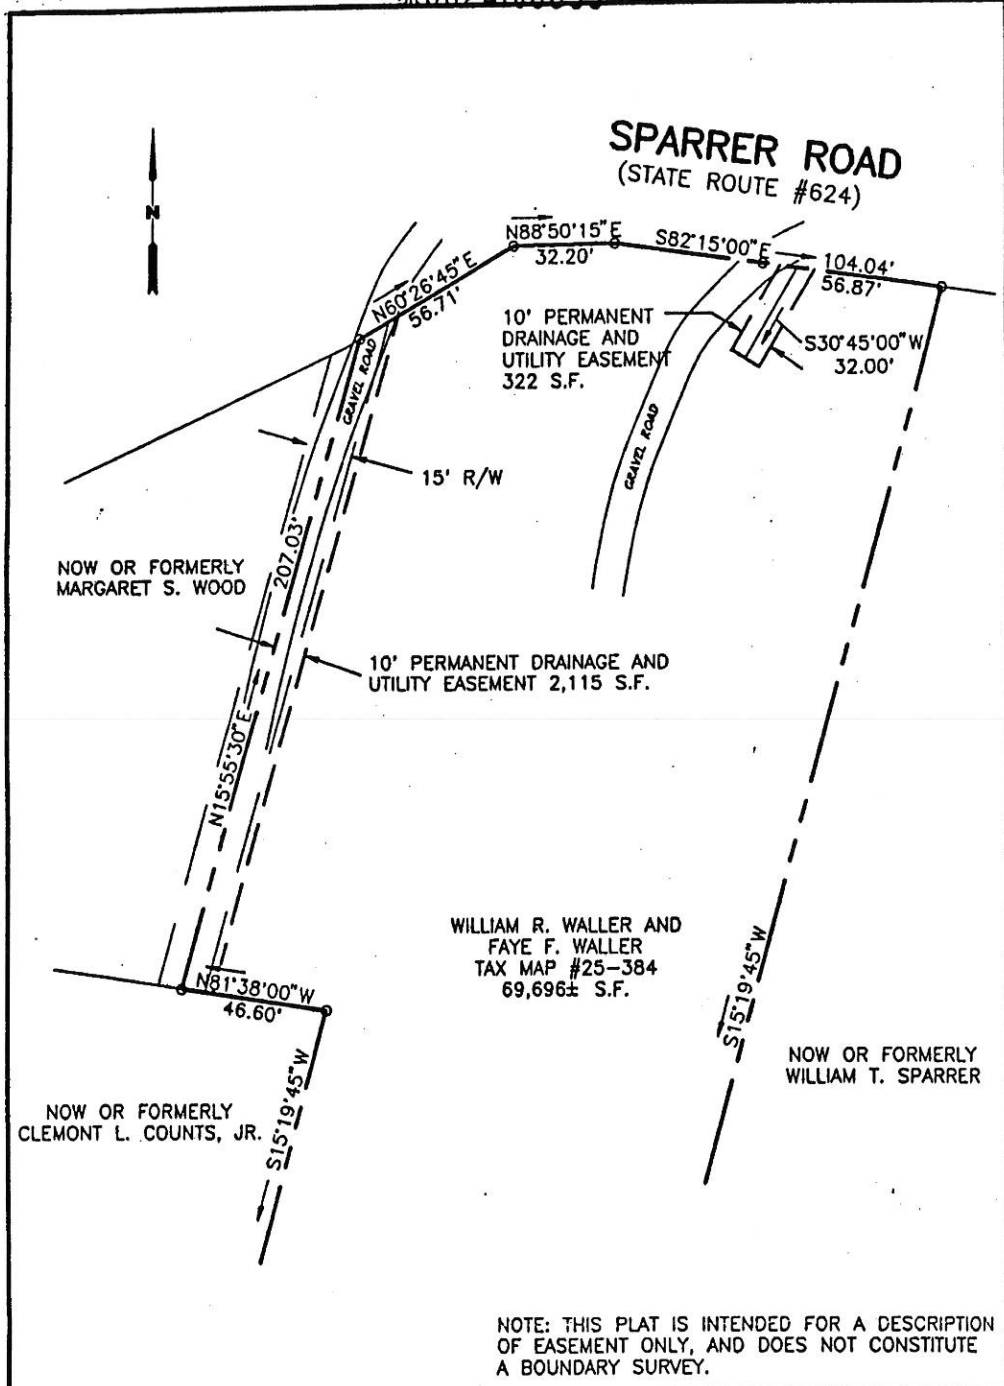 SPARRER ROAD
(STATE ROUTE #624)
N
N88°50'15"E
32.20'
S82°15'00"E
104.04'
56.87'
N60°26'45"E
56.71'
10' PERMANENT
DRAINAGE AND
UTILITY EASEMENT
322 S.F.
S30°45'00"W
32.00'
GRAVEL ROAD
GRAVEL ROAD
15' R/W
207.03'
NOW OR FORMERLY
MARGARET S. WOOD
10' PERMANENT DRAINAGE AND
UTILITY EASEMENT 2,115 S.F.
N15°55'30"E
WILLIAM R. WALLER AND
FAYE F. WALLER
TAX MAP #25-384
69,696± S.F.
N81°38'00"W
46.60'
S15°19'45"W
NOW OR FORMERLY
WILLIAM T. SPARRER
NOW OR FORMERLY
CLEMONT L. COUNTS, JR.
S15°19'45"W
NOTE: THIS PLAT IS INTENDED FOR A DESCRIPTION
OF EASEMENT ONLY, AND DOES NOT CONSTITUTE
A BOUNDARY SURVEY.